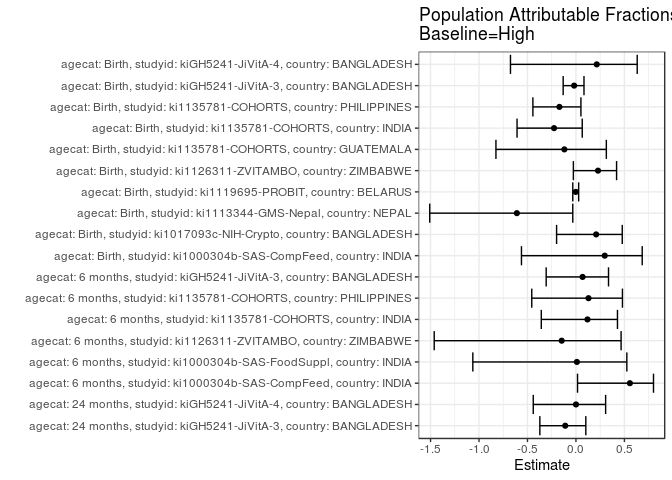 Population Attributable Fractions
Baseline=High
agecat: Birth, studyid: kiGH5241-JiVitA-4, country: BANGLADESH
agecat: Birth, studyid: kiGH5241-JiVitA-3, country: BANGLADESH
agecat: Birth, studyid: ki1135781-COHORTS, country: PHILIPPINES
agecat: Birth, studyid: ki1135781-COHORTS, country: INDIA
agecat: Birth, studyid: ki1135781-COHORTS, country: GUATEMALA
agecat: Birth, studyid: ki1126311-ZVITAMBO, country: ZIMBABWE
agecat: Birth, studyid: ki1119695-PROBIT, country: BELARUS
agecat: Birth, studyid: ki1113344-GMS-Nepal, country: NEPAL
agecat: Birth, studyid: ki1017093c-NIH-Crypto, country: BANGLADESH
agecat: Birth, studyid: ki1000304b-SAS-CompFeed, country: INDIA
agecat: 6 months, studyid: kiGH5241-JiVitA-3, country: BANGLADESH
agecat: 6 months, studyid: ki1135781-COHORTS, country: PHILIPPINES
agecat: 6 months, studyid: ki1135781-COHORTS, country: INDIA
agecat: 6 months, studyid: ki1126311-ZVITAMBO, country: ZIMBABWE
agecat: 6 months, studyid: ki1000304b-SAS-FoodSuppl, country: INDIA
agecat: 6 months, studyid: ki1000304b-SAS-CompFeed, country: INDIA
agecat: 24 months, studyid: kiGH5241-JiVitA-4, country: BANGLADESH
agecat: 24 months, studyid: kiGH5241-JiVitA-3, country: BANGLADESH
-1.5 -1.0 -0.5 0.0 0.5
Estimate